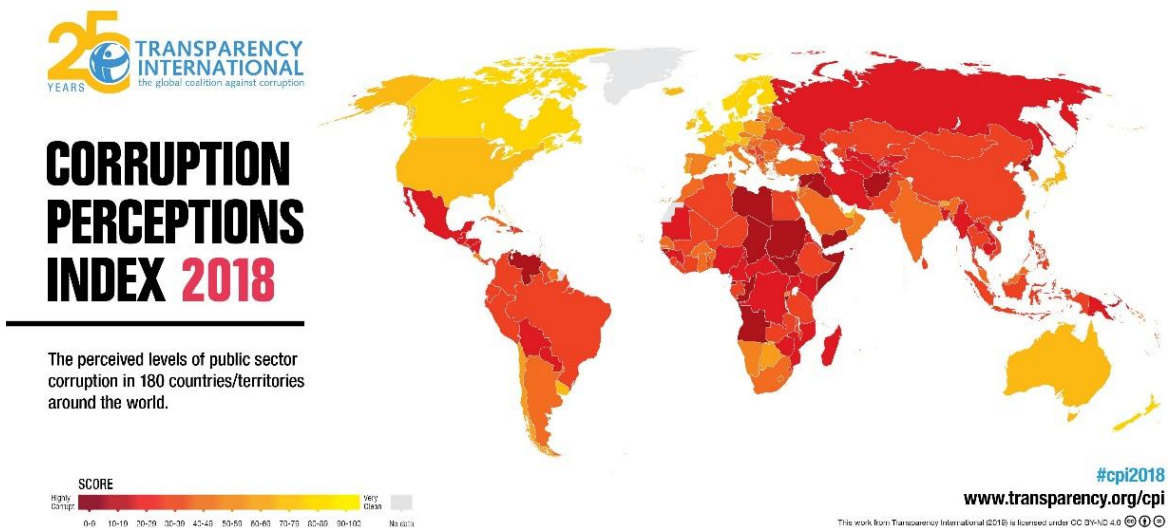 25
YEARS
TRANSPARENCY
INTERNATIONAL
the global coalition against corruption
CORRUPTION
PERCEPTIONS
INDEX 2018
The perceived levels of public sector
corruption in 180 countries/territories
around the world.
SCORE
Highly
Corrupt
Very
Clean
0-9 10-19 20-29 30-39 40-49 50-59 60-69 70-79 80-89 90-100 No data
#cpi2018
www.transparency.org/cpi
This work from Transparency International (2019) is licensed under CC BY-ND 4.0